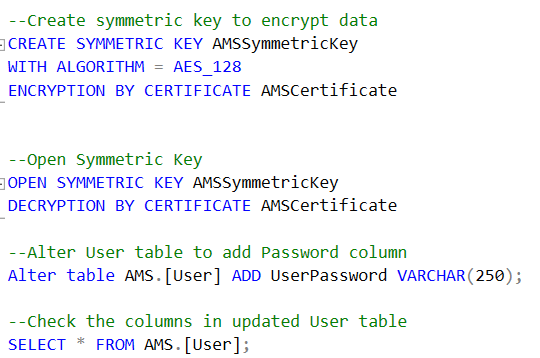 --Create symmetric key to encrypt data
CREATE SYMMETRIC KEY AMSSymmetricKey
WITH ALGORITHM = AES_128
ENCRYPTION BY CERTIFICATE AMSCertificate
--Open Symmetric Key
OPEN SYMMETRIC KEY AMSSymmetricKey
DECRYPTION BY CERTIFICATE AMSCertificate
--Alter User table to add Password column
Alter table AMS.[User] ADD UserPassword VARCHAR(250);
--Check the columns in updated User table
SELECT * FROM AMS.[User];